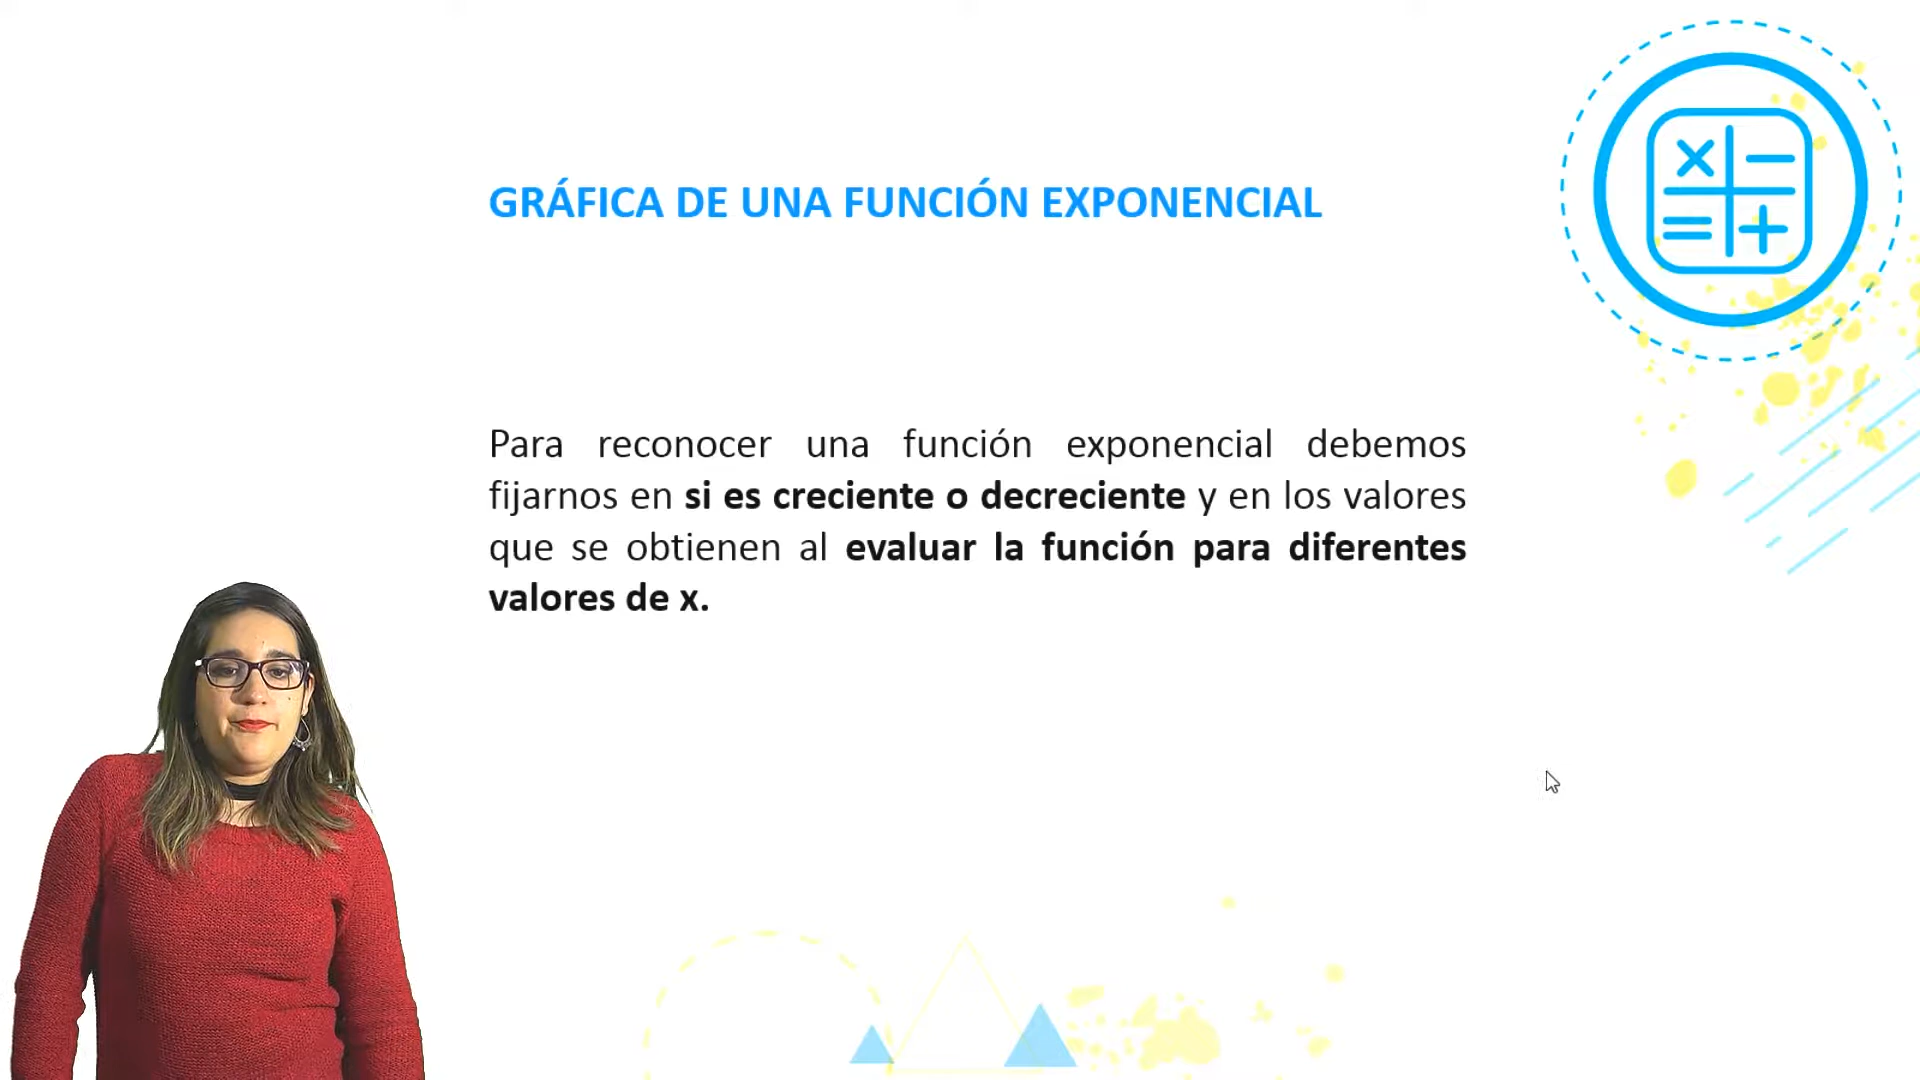 GRÁFICA DE UNA FUNCIÓN EXPONENCIAL
Para reconocer una función exponencial debemos
fijarnos en si es creciente o decreciente y en los valores
que se obtienen al evaluar la función para diferentes
valores de x.